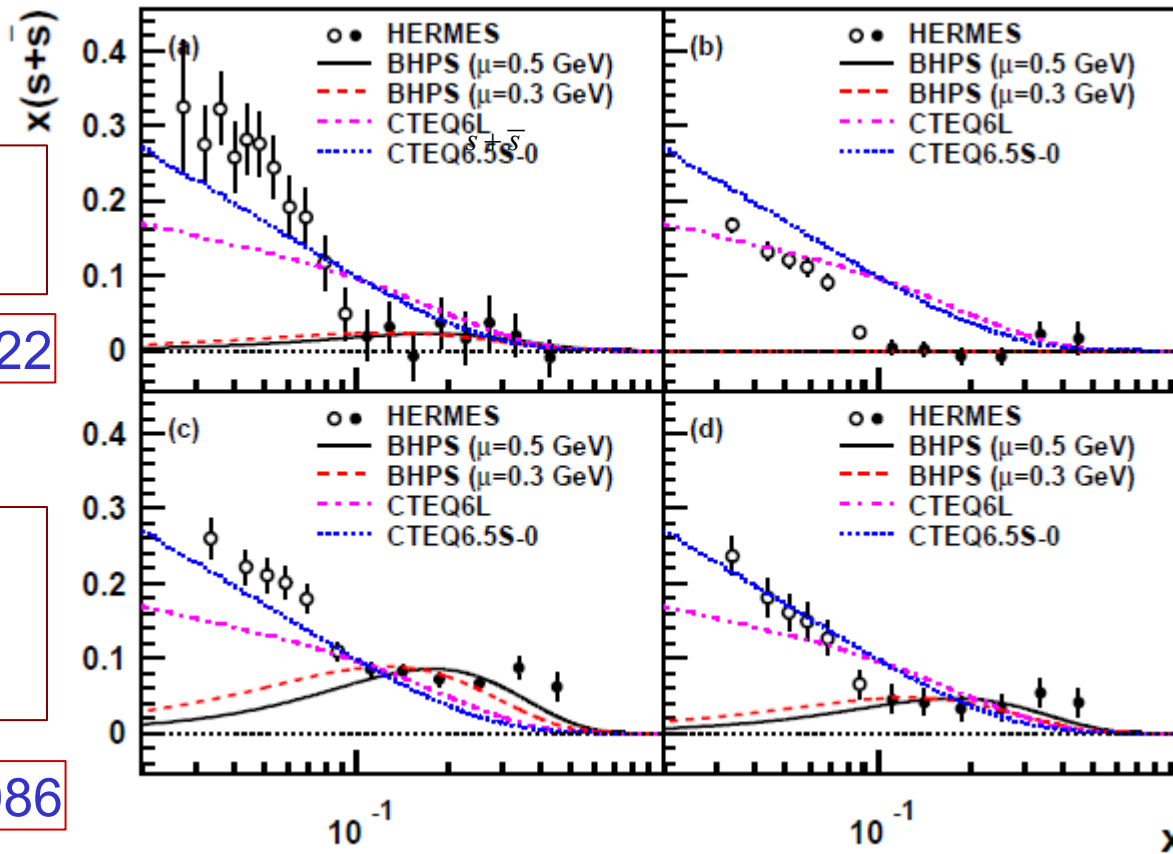 x(s+s̅)
(a)
HERMES
BHPS (μ=0.5 GeV)
BHPS (μ=0.3 GeV)
CTEQ6L
s + s̅
CTEQ6.5S-0
(b)
HERMES
BHPS (μ=0.5 GeV)
BHPS (μ=0.3 GeV)
CTEQ6L
CTEQ6.5S-0
0.4
0.3
0.2
0.1
0
22
(c)
HERMES
BHPS (μ=0.5 GeV)
BHPS (μ=0.3 GeV)
CTEQ6L
CTEQ6.5S-0
(d)
HERMES
BHPS (μ=0.5 GeV)
BHPS (μ=0.3 GeV)
CTEQ6L
CTEQ6.5S-0
0.4
0.3
0.2
0.1
0
86
10⁻¹
10⁻¹
x